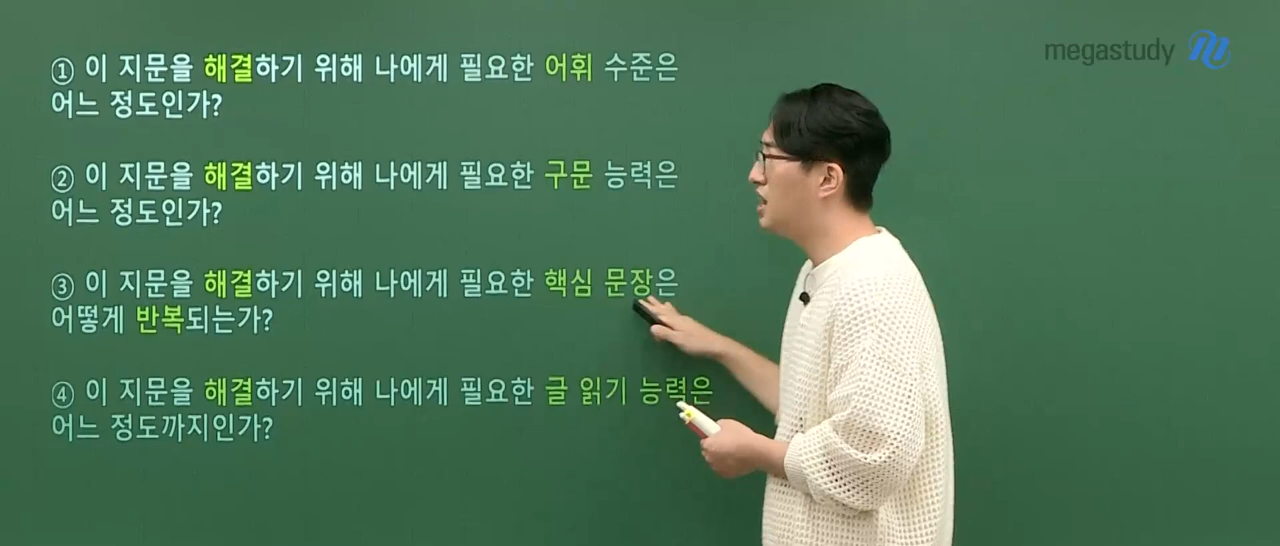 ① 이 지문을 해결하기 위해 나에게 필요한 어휘 수준은
어느 정도인가?
② 이 지문을 해결하기 위해 나에게 필요한 구문 능력은
어느 정도인가?
③ 이 지문을 해결하기 위해 나에게 필요한 핵심 문장은
어떻게 반복되는가?
④ 이 지문을 해결하기 위해 나에게 필요한 글 읽기 능력은
어느 정도까지인가?
megastudy